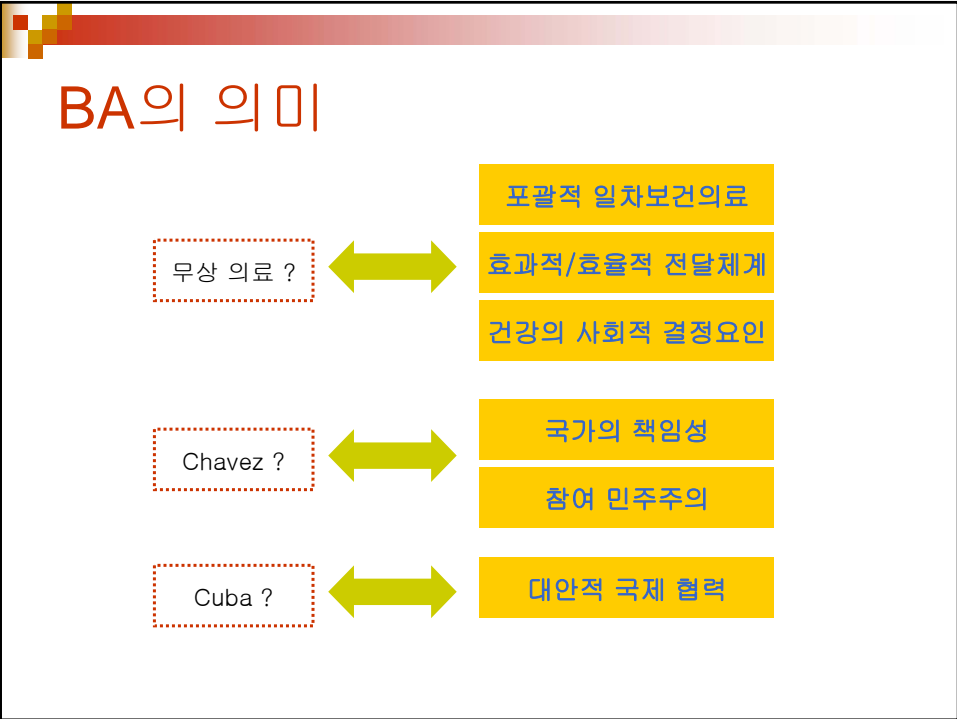 BA의 의미
무상 의료 ?
포괄적 일차보건의료
효과적/효율적 전달체계
건강의 사회적 결정요인
Chavez ?
국가의 책임성
참여 민주주의
Cuba ?
대안적 국제 협력